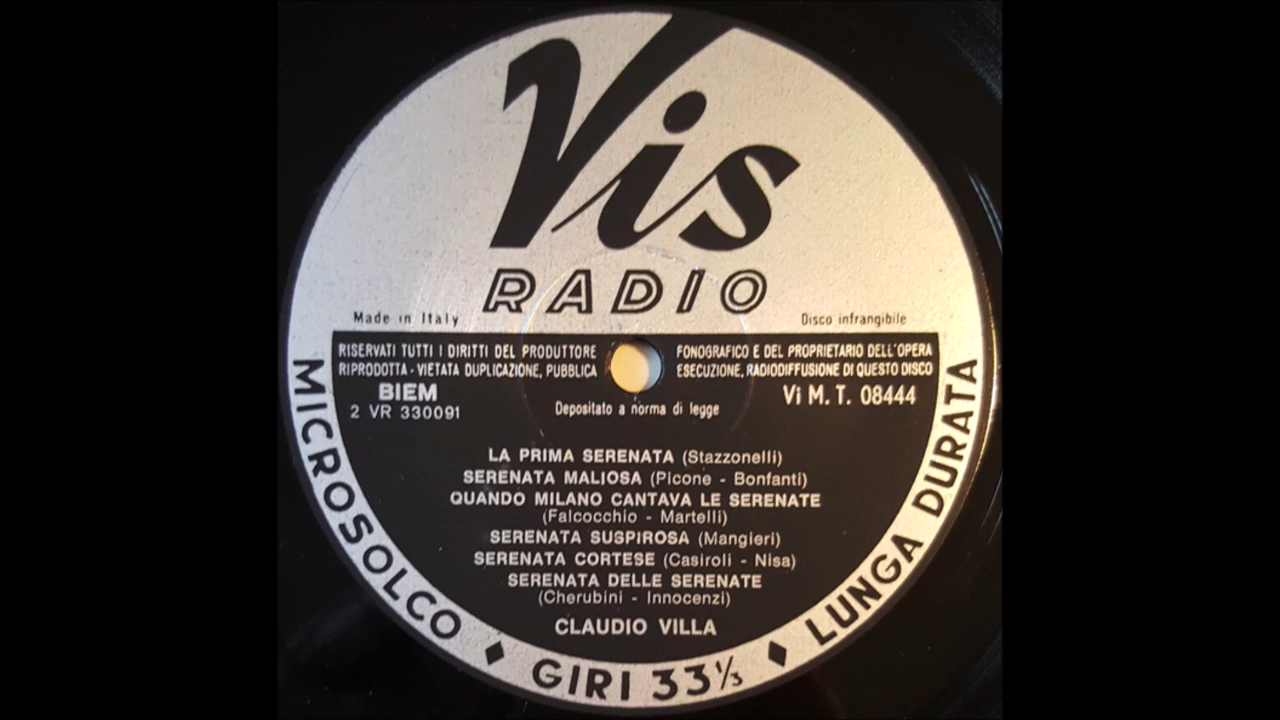 Vis
RADIO
Made in Italy
Disco infrangibile
RISERVATI TUTTI I DIRITTI DEL PRODUTTORE FONOGRAFICO E DEL PROPRIETARIO DELL'OPERA
RIPRODOTTA - VIETATA DUPLICAZIONE, PUBBLICA ESECUZIONE, RADIODIFFUSIONE DI QUESTO DISCO
BIEM
2 VR 330091
Depositato a norma di legge
Vi M. T. 08444
LA PRIMA SERENATA (Stazzonelli)
SERENATA MALIOSA (Picone - Bonfanti)
QUANDO MILANO CANTAVA LE SERENATE
(Falcocchio - Martelli)
SERENATA SUSPIROSA (Mangieri)
SERENATA CORTESE (Casiroli - Nisa)
SERENATA DELLE SERENATE
(Cherubini - Innocenzi)
CLAUDIO VILLA
MICROSOLCO ♦ GIRI 33⅓ ♦ LUNGA DURATA